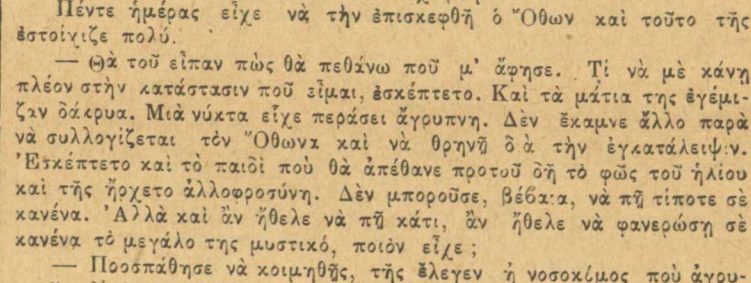 Πέντε ἡμέρας εἶχε νὰ τὴν ἐπισκεφθῇ ὁ Ὄθων καὶ τοῦτο τῆς
ἐστοίχιζε πολύ.
— Θὰ τοῦ εἶπαν πὼς θὰ πεθάνω ποῦ μ' ἄφησε. Τί νὰ μὲ κάνῃ
πλέον στὴν κατάστασιν ποῦ εἶμαι, ἐσκέπτετο. Καὶ τὰ μάτια της ἐγέμι-
ζαν δάκρυα. Μιὰ νύκτα εἶχε περάσει ἄγρυπνη. Δὲν ἔκαμνε ἄλλο παρὰ
νὰ συλλογίζεται τὸν Ὄθωνα καὶ νὰ θρηνῇ διὰ τὴν ἐγκατάλειψιν.
Ἐσκέπτετο καὶ τὸ παιδὶ ποὺ θὰ ἀπέθανε προτοῦ δῇ τὸ φῶς τοῦ ἡλίου
καὶ τῆς ἤρχετο ἀλλοφροσύνη. Δὲν μποροῦσε, βέβαια, νὰ πῇ τίποτε σὲ
κανένα. Ἀλλὰ καὶ ἂν ἤθελε νὰ πῇ κάτι, ἂν ἤθελε νὰ φανερώσῃ σὲ
κανένα τὸ μεγάλο της μυστικό, ποιὸν εἶχε ;
— Προσπάθησε νὰ κοιμηθῇς, τῆς ἔλεγεν ἡ νοσοκόμος ποὺ ἀγρυ-